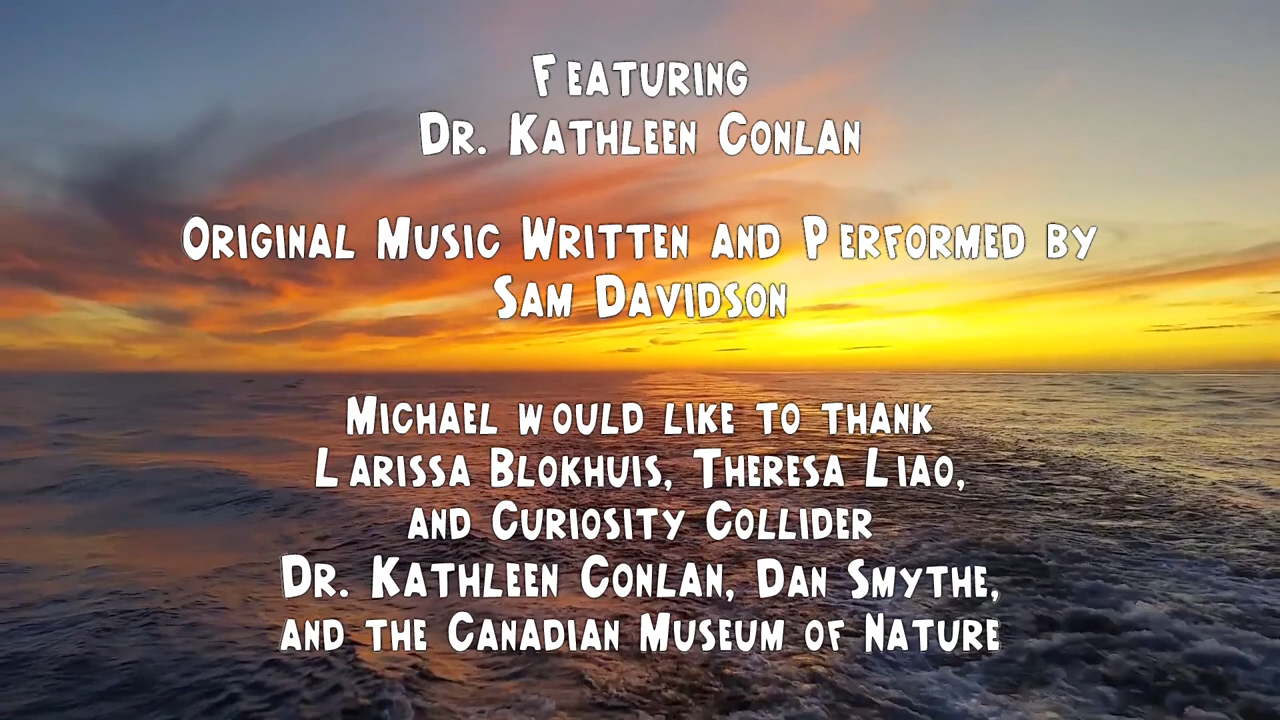 Featuring
Dr. Kathleen Conlan
Original Music Written and Performed by
Sam Davidson
Michael would like to thank
Larissa Blokhuis, Theresa Liao,
and Curiosity Collider
Dr. Kathleen Conlan, Dan Smythe,
and the Canadian Museum of Nature